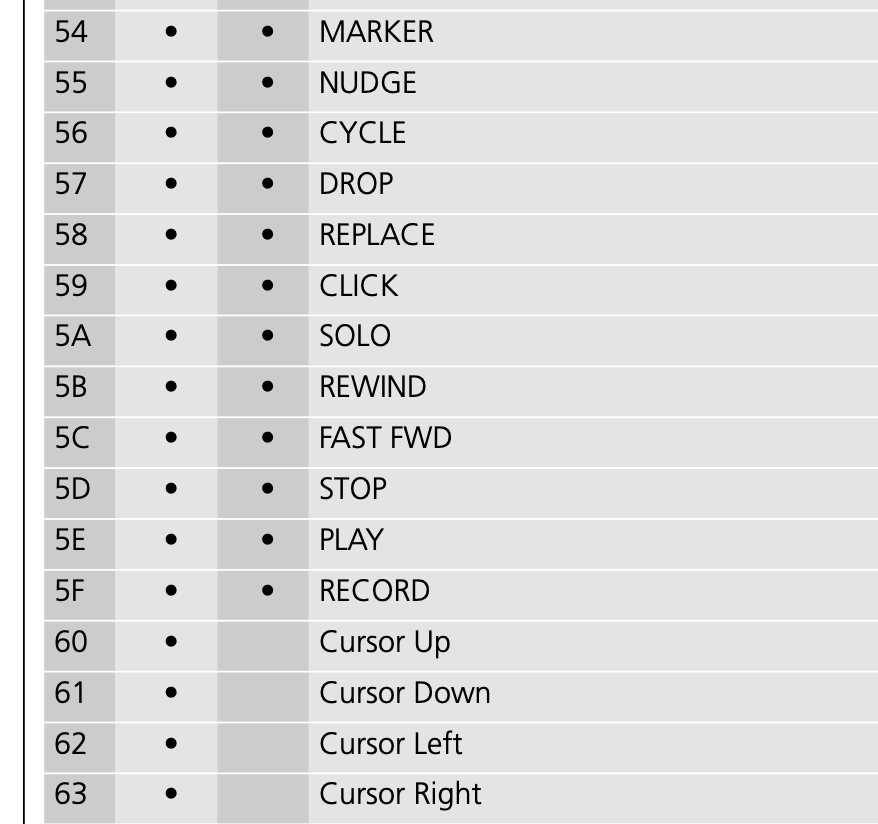 54 • • MARKER
55 • • NUDGE
56 • • CYCLE
57 • • DROP
58 • • REPLACE
59 • • CLICK
5A • • SOLO
5B • • REWIND
5C • • FAST FWD
5D • • STOP
5E • • PLAY
5F • • RECORD
60 • Cursor Up
61 • Cursor Down
62 • Cursor Left
63 • Cursor Right